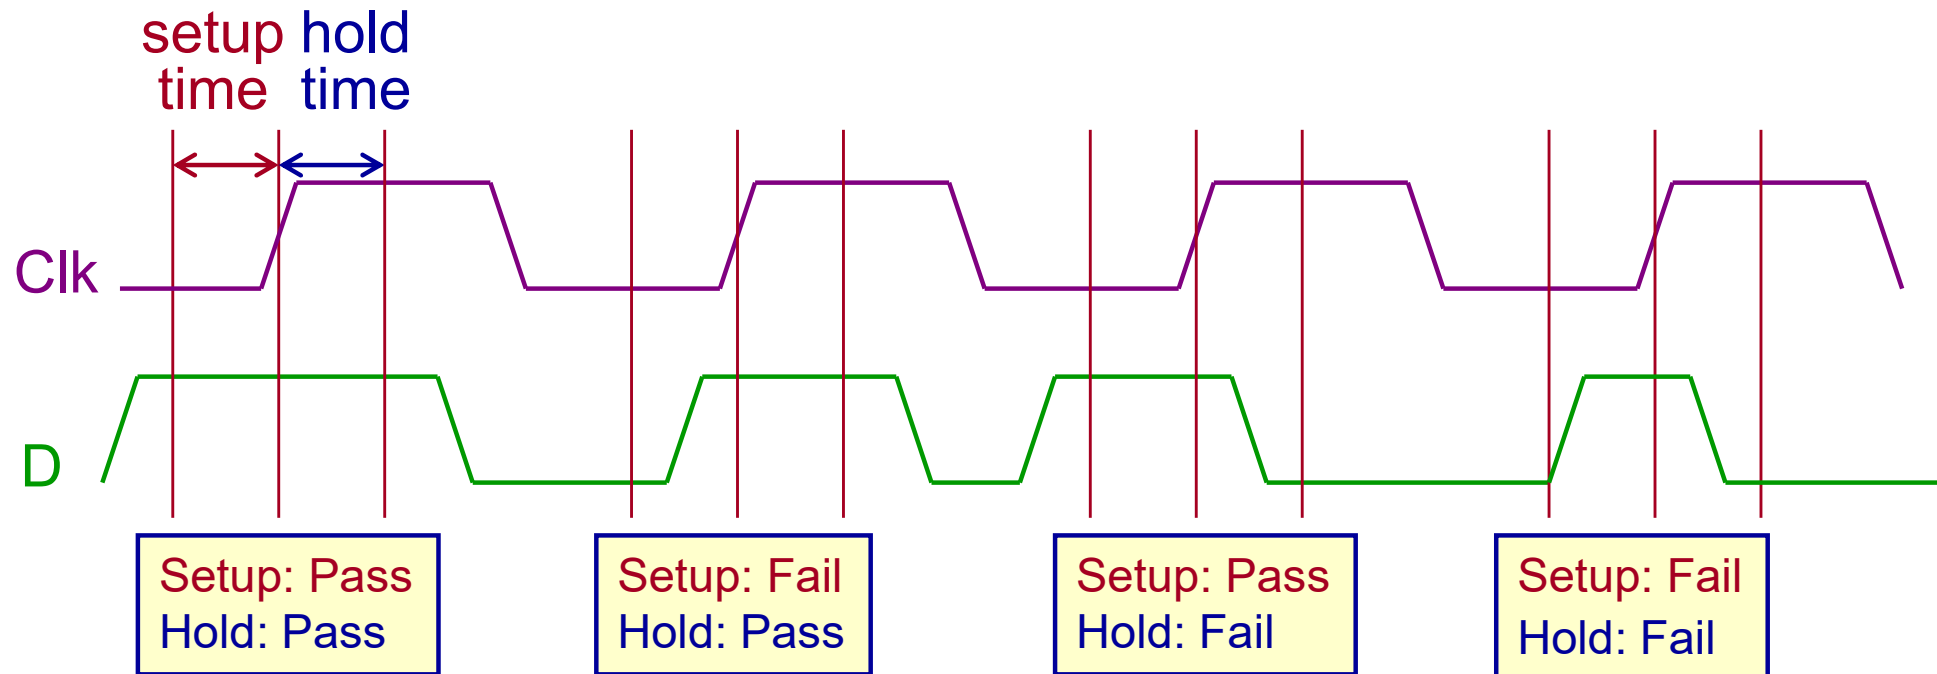 setup hold
time time
Clk
D
Setup: Pass
Hold: Pass
Setup: Fail
Hold: Pass
Setup: Pass
Hold: Fail
Setup: Fail
Hold: Fail